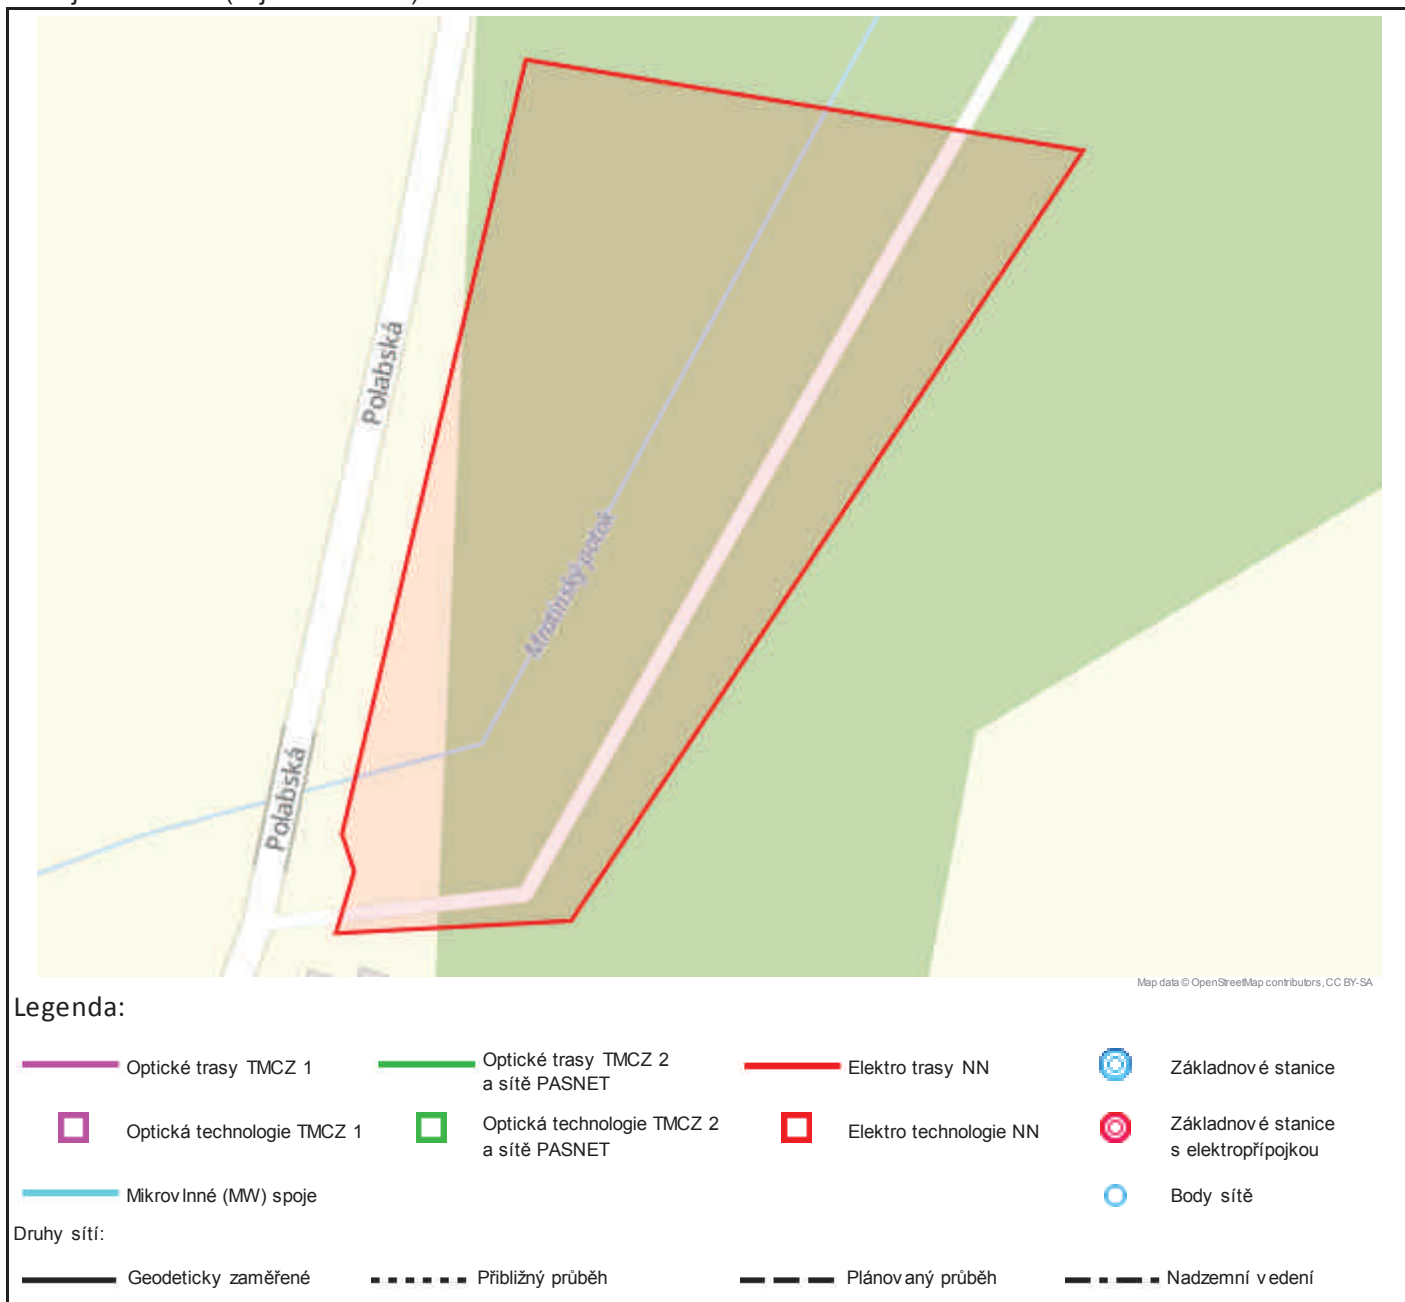 Polabská
Mratínský potok
Polabská
Map data © OpenStreetMap contributors, CC BY-SA
Legenda:
Optické trasy TMCZ 1
Optické trasy TMCZ 2
a sítě PASNET
Elektro trasy NN
Základnové stanice
Optická technologie TMCZ 1
Optická technologie TMCZ 2
a sítě PASNET
Elektro technologie NN
Základnové stanice
s elektropřípojkou
Mikrovlnné (MW) spoje
Body sítě
Druhy sítí:
Geodeticky zaměřené
Přibližný průběh
Plánovaný průběh
Nadzemní vedení